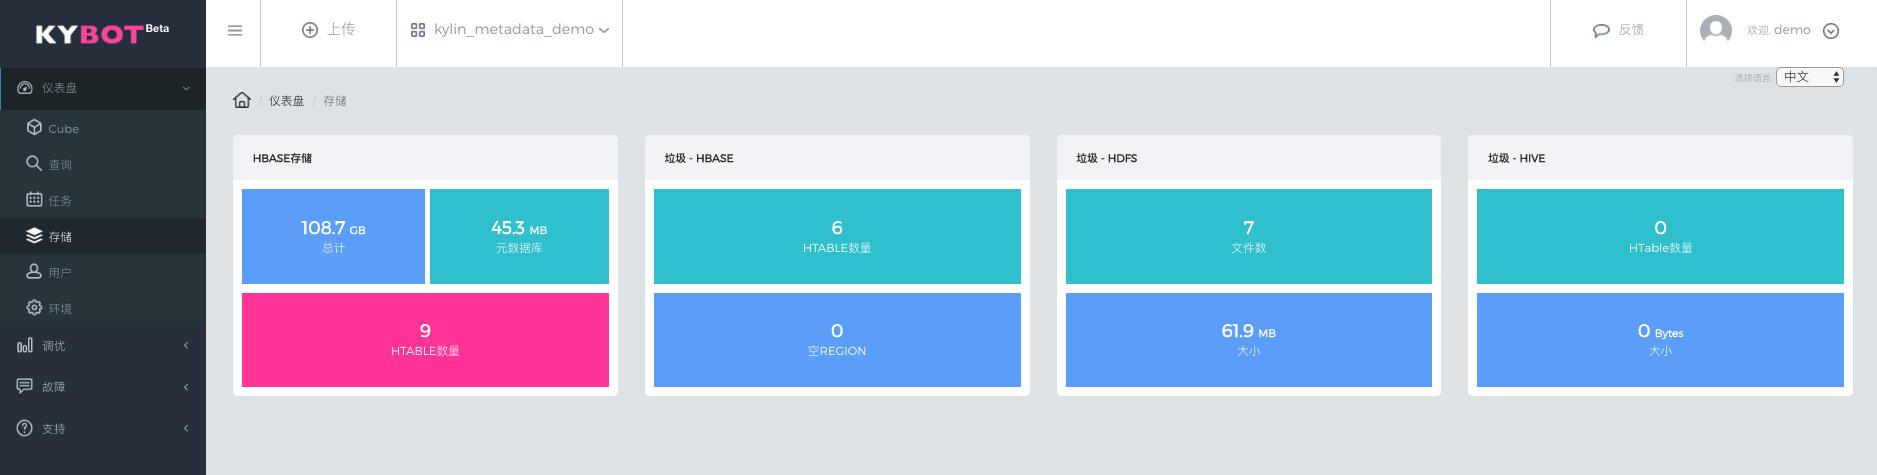 KYBOT Beta
上传
kylin_metadata_demo
反馈
欢迎, demo
选择语言:
中文
仪表盘
Cube
查询
任务
存储
用户
环境
调优
故障
支持
/ 仪表盘 / 存储
HBASE存储
108.7 GB
总计
45.3 MB
元数据库
9
HTABLE数量
垃圾 - HBASE
6
HTABLE数量
0
空REGION
垃圾 - HDFS
7
文件数
61.9 MB
大小
垃圾 - HIVE
0
HTable数量
0 Bytes
大小